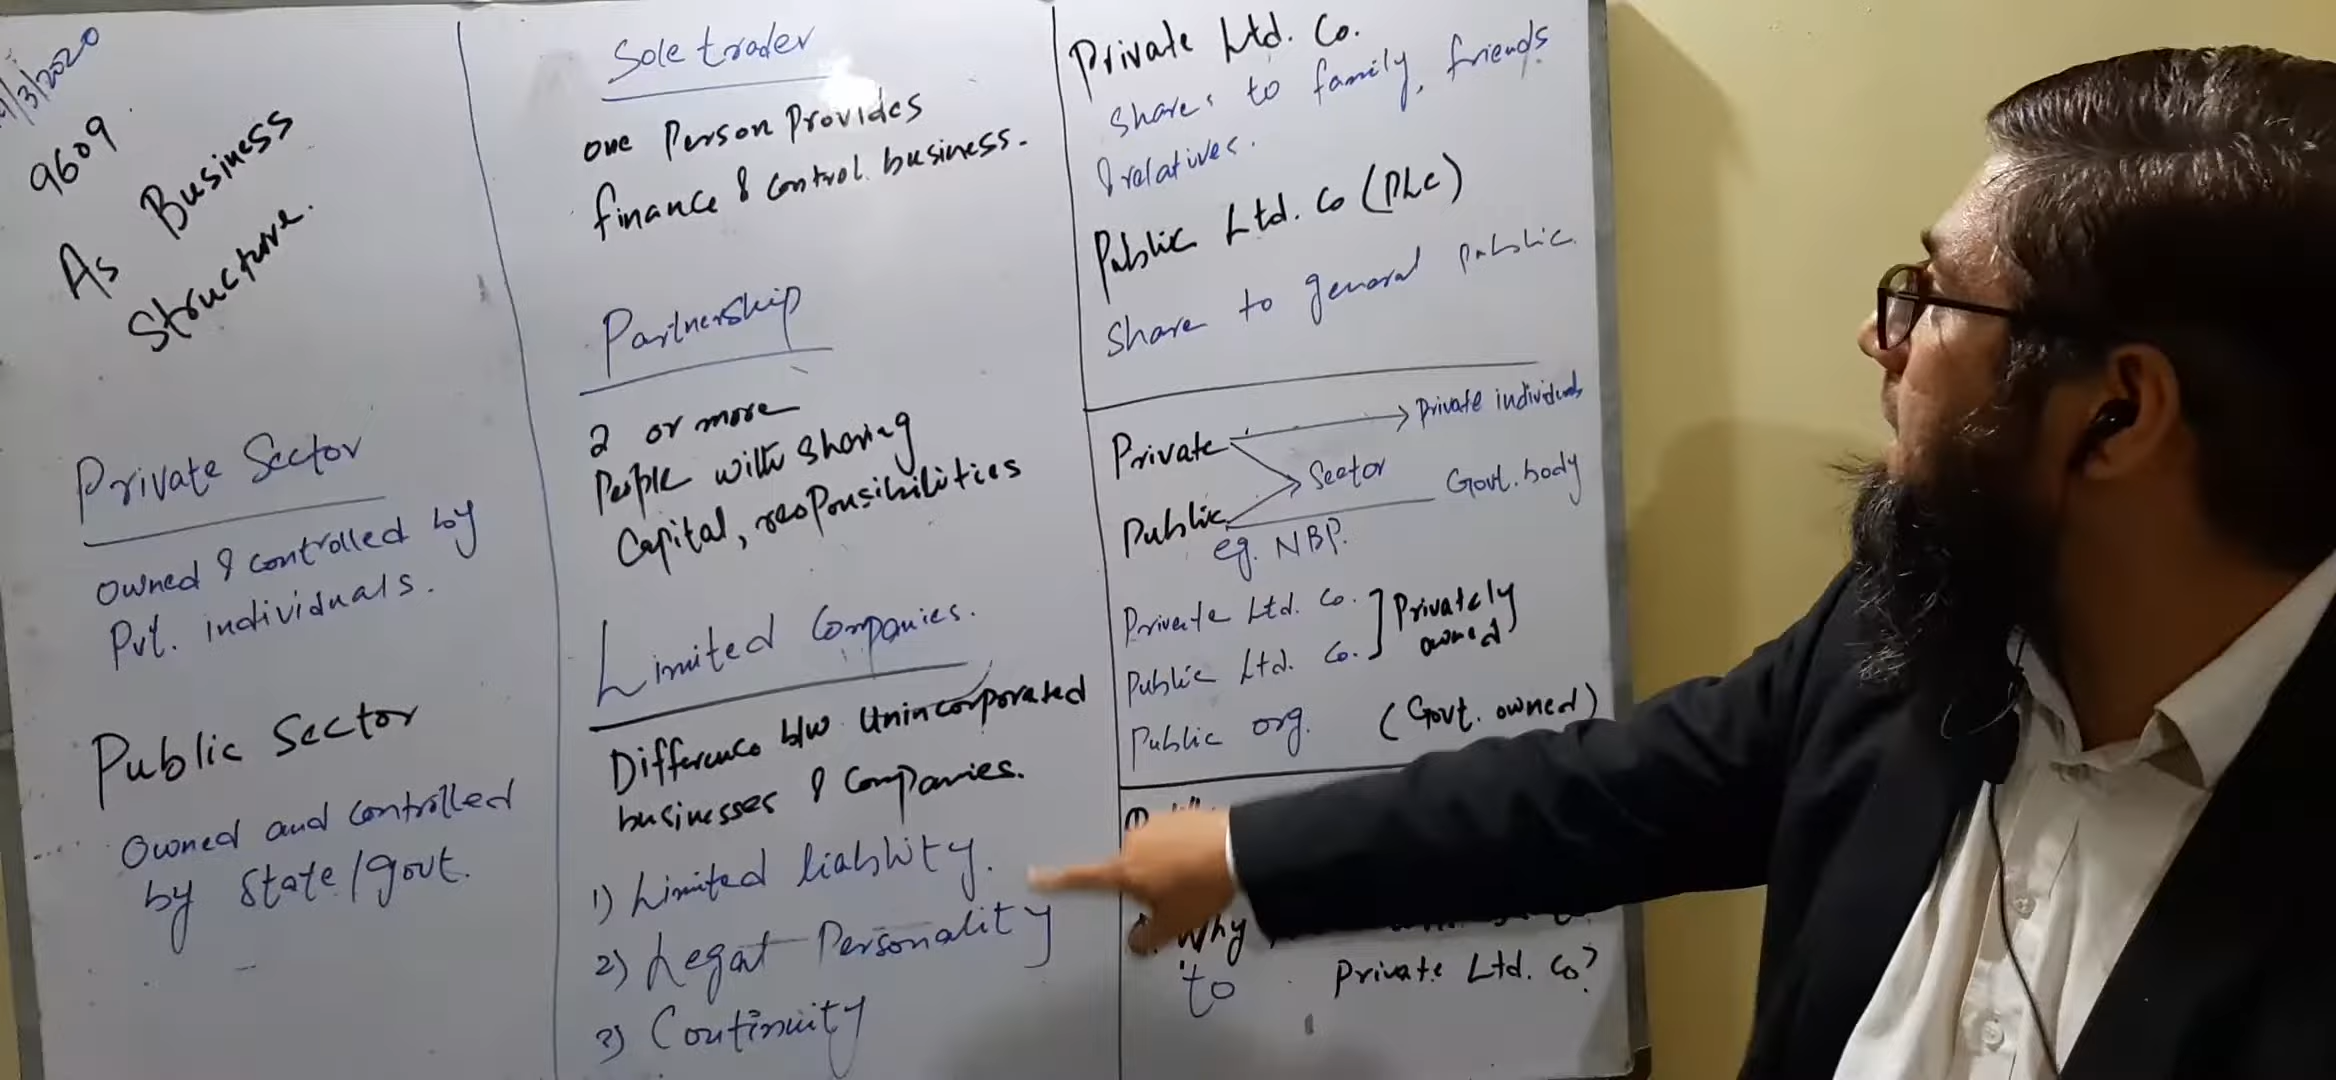 /3/2020
9609
As Business
Structure.
Private Sector
Owned & controlled by
Pvt. individuals.
Public Sector
Owned and controlled
by State/govt.
Sole trader
one Person Provides
finance & control business.
Partnership
2 or more
People with sharing
Capital, responsibilities
Limited Companies.
Difference b/w Unincorporated
businesses & Companies.
1) Limited liability.
2) Legal Personality
3) Continuity
Private Ltd. Co.
Shares to family, friends
& relatives.
Public Ltd. Co (PLC)
Share to general public.
Private → Private individuals
Sector
Public Govt. body
eg. NBP.
Private Ltd. Co. ] Privately
Public Ltd. Co. owned
Public org. (Govt. owned)
Why
to Private Ltd. Co?